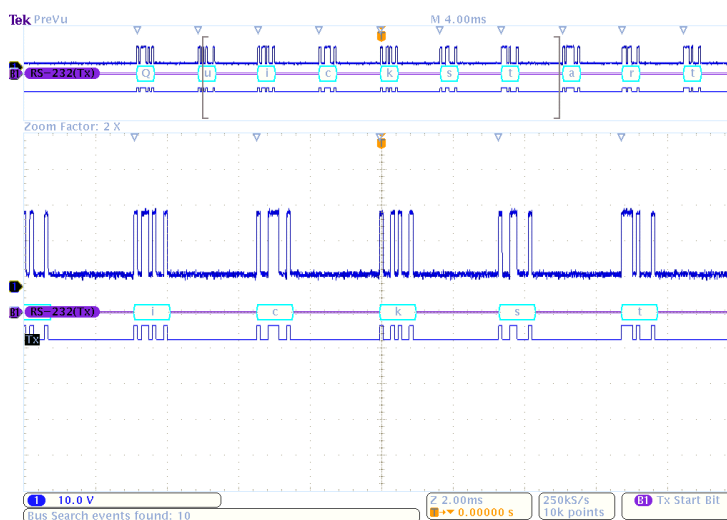 Tek PreVu M 4.00ms
B1 RS-232(Tx) Q u i c k s t a r t
Zoom Factor: 2 X
1
B1 RS-232(Tx) i c k s t
Tx
1 10.0 V Z 2.00ms 250kS/s B1 Tx Start Bit
T→▼ 0.00000 s 10k points
Bus Search events found: 10